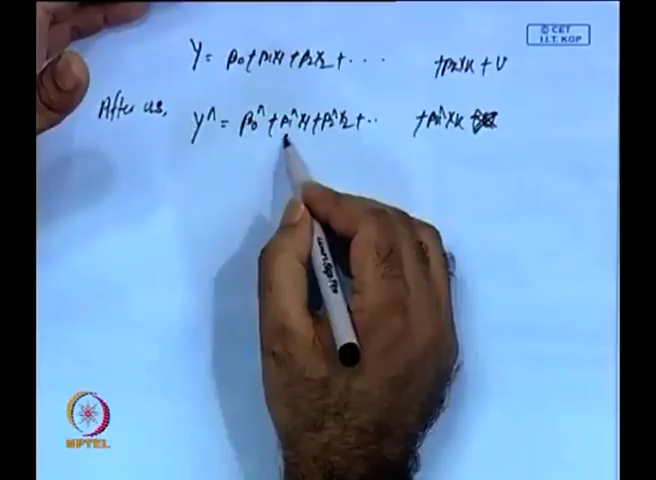 © CET
I.I.T. KGP
Y = β0 + β1X1 + β2X2 + . . . + βkXk + U
After us, Y^ = β0^ + β1^X1 + β2^X2 + .. + βk^Xk
NPTEL